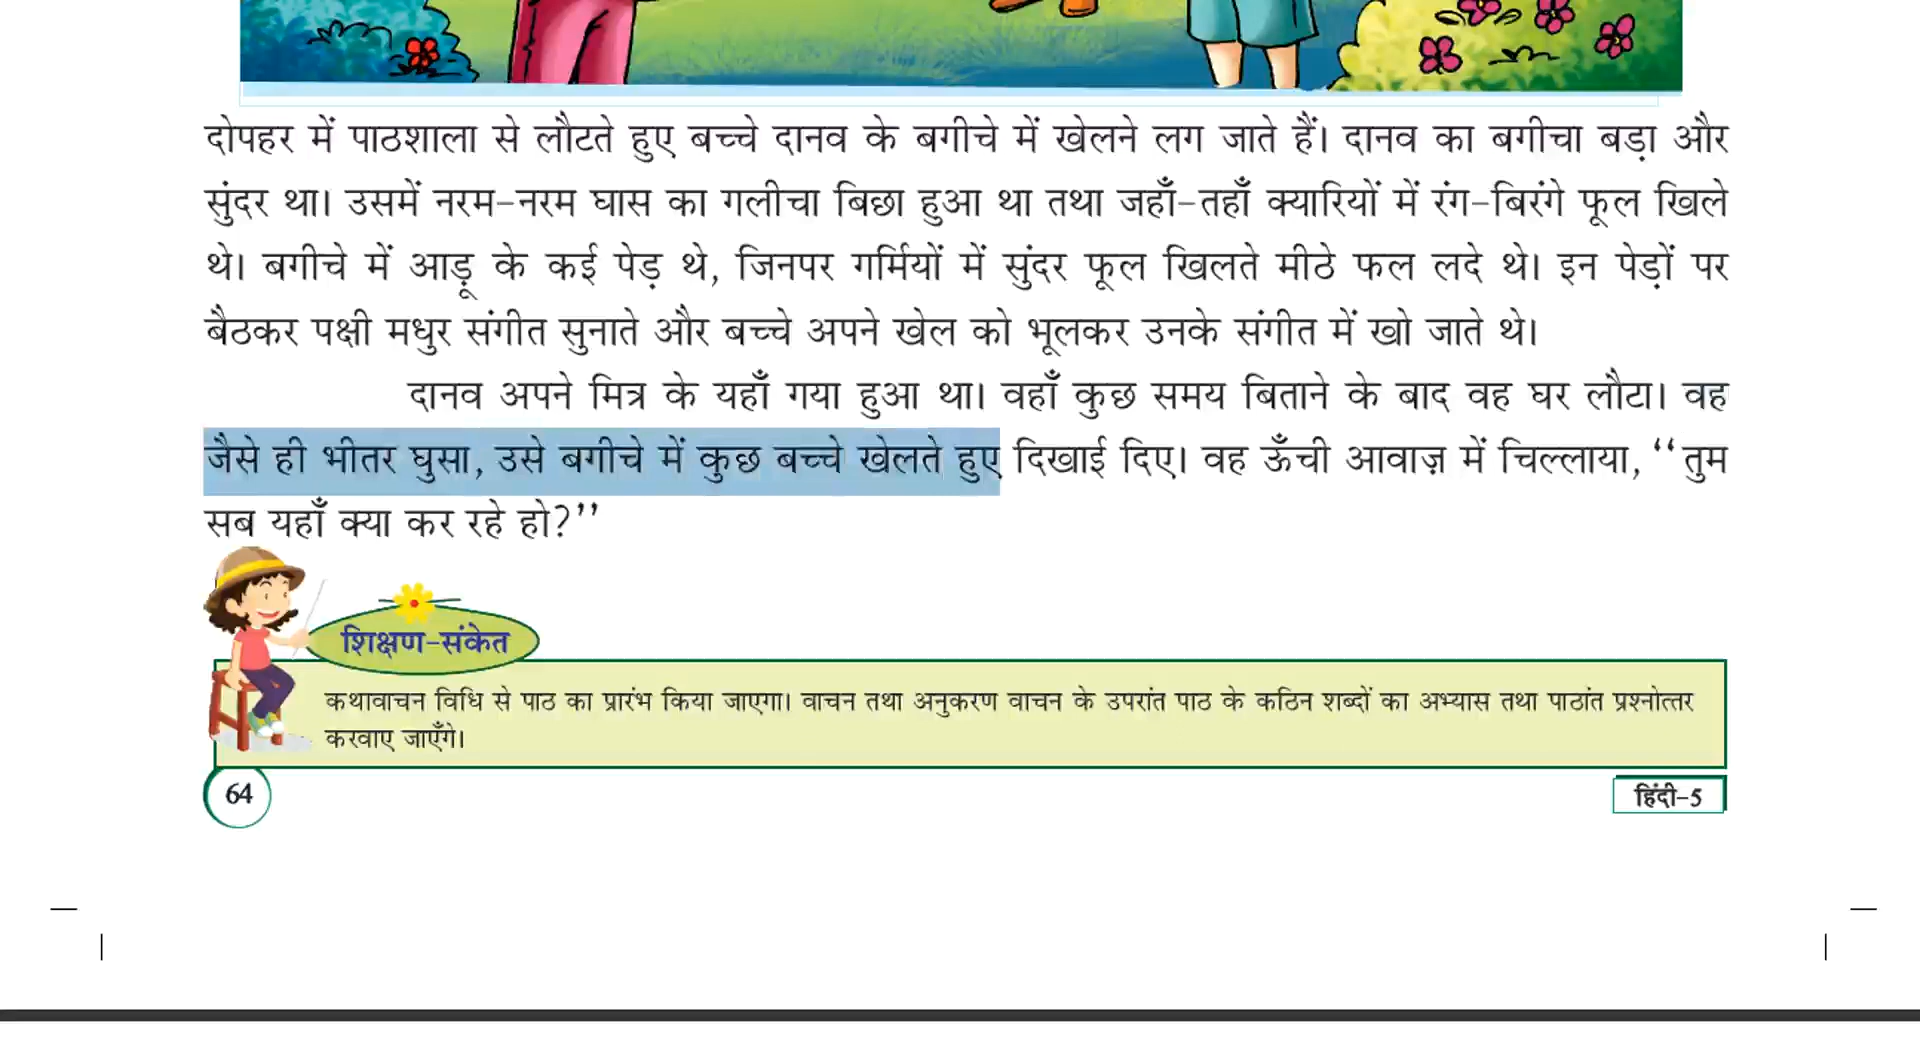 दोपहर में पाठशाला से लौटते हुए बच्चे दानव के बगीचे में खेलने लग जाते हैं। दानव का बगीचा बड़ा और
सुंदर था। उसमें नरम-नरम घास का गलीचा बिछा हुआ था तथा जहाँ-तहाँ क्यारियों में रंग-बिरंगे फूल खिले
थे। बगीचे में आड़ू के कई पेड़ थे, जिनपर गर्मियों में सुंदर फूल खिलते मीठे फल लदे थे। इन पेड़ों पर
बैठकर पक्षी मधुर संगीत सुनाते और बच्चे अपने खेल को भूलकर उनके संगीत में खो जाते थे।
दानव अपने मित्र के यहाँ गया हुआ था। वहाँ कुछ समय बिताने के बाद वह घर लौटा। वह
जैसे ही भीतर घुसा, उसे बगीचे में कुछ बच्चे खेलते हुए दिखाई दिए। वह ऊँची आवाज़ में चिल्लाया, ‘‘तुम
सब यहाँ क्या कर रहे हो?’’
शिक्षण-संकेत
कथावाचन विधि से पाठ का प्रारंभ किया जाएगा। वाचन तथा अनुकरण वाचन के उपरांत पाठ के कठिन शब्दों का अभ्यास तथा पाठांत प्रश्नोत्तर
करवाए जाएँगे।
64
हिंदी-5